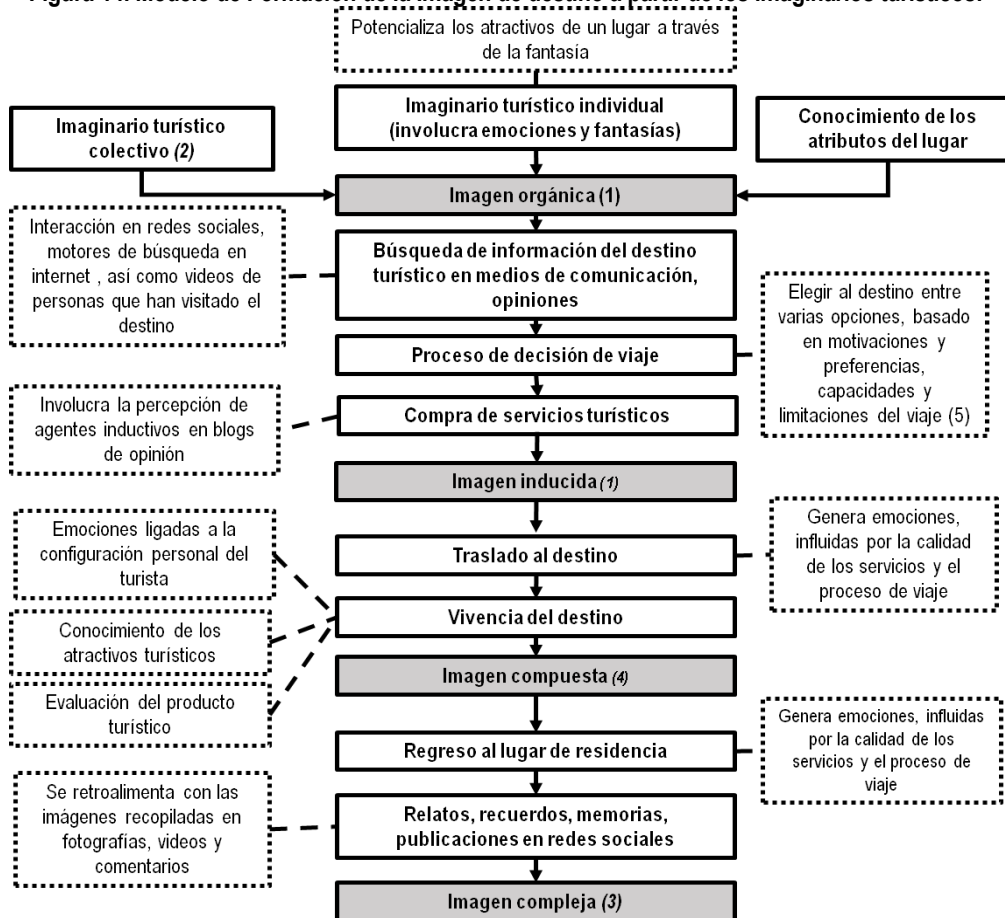 Potencializa los atractivos de un lugar a través
de la fantasía
Imaginario turístico individual
(involucra emociones y fantasías)
Imaginario turístico
colectivo (2)
Conocimiento de los
atributos del lugar
Imagen orgánica (1)
Interacción en redes sociales,
motores de búsqueda en
internet , así como videos de
personas que han visitado el
destino
Búsqueda de información del destino
turístico en medios de comunicación,
opiniones
Elegir al destino entre
varias opciones, basado
en motivaciones y
preferencias,
capacidades y
limitaciones del viaje (5)
Proceso de decisión de viaje
Involucra la percepción de
agentes inductivos en blogs
de opinión
Compra de servicios turísticos
Imagen inducida (1)
Emociones ligadas a la
configuración personal del
turista
Genera emociones,
influidas por la calidad
de los servicios y el
proceso de viaje
Traslado al destino
Vivencia del destino
Conocimiento de los
atractivos turísticos
Evaluación del producto
turístico
Imagen compuesta (4)
Regreso al lugar de residencia
Genera emociones, influidas
por la calidad de los
servicios y el proceso de
viaje
Se retroalimenta con las
imágenes recopiladas en
fotografías, videos y
comentarios
Relatos, recuerdos, memorias,
publicaciones en redes sociales
Imagen compleja (3)